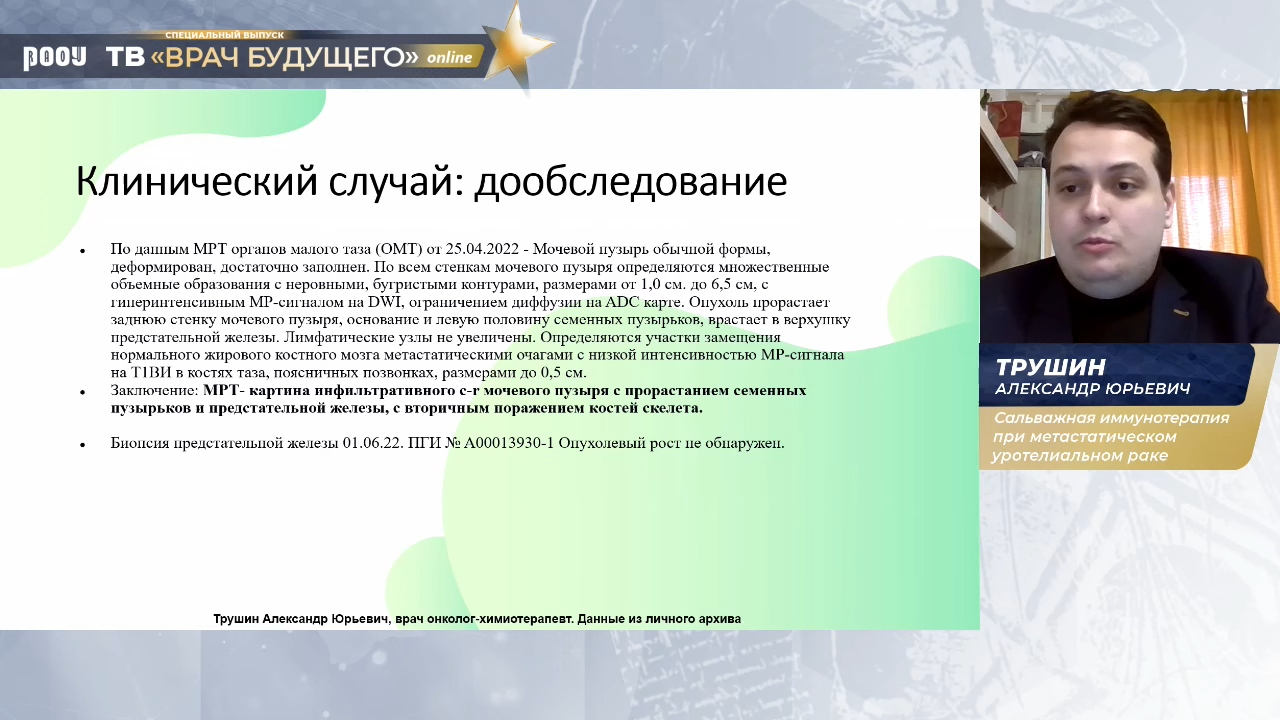 СПЕЦИАЛЬНЫЙ ВЫПУСК
РООУ ТВ «ВРАЧ БУДУЩЕГО» online
Клинический случай: дообследование
• По данным МРТ органов малого таза (ОМТ) от 25.04.2022 - Мочевой пузырь обычной формы,
деформирован, достаточно заполнен. По всем стенкам мочевого пузыря определяются множественные
объемные образования с неровными, бугристыми контурами, размерами от 1,0 см. до 6,5 см, с
гиперинтенсивным МР-сигналом на DWI, ограничением диффузии на ADC карте. Опухоль прорастает
заднюю стенку мочевого пузыря, основание и левую половину семенных пузырьков, врастает в верхушку
предстательной железы. Лимфатические узлы не увеличены. Определяются участки замещения
нормального жирового костного мозга метастатическими очагами с низкой интенсивностью МР-сигнала
на Т1ВИ в костях таза, поясничных позвонках, размерами до 0,5 см.
• Заключение: МРТ- картина инфильтративного c-r мочевого пузыря с прорастанием семенных
пузырьков и предстательной железы, с вторичным поражением костей скелета.
• Биопсия предстательной железы 01.06.22. ПГИ № А00013930-1 Опухолевый рост не обнаружен.
Трушин Александр Юрьевич, врач онколог-химиотерапевт. Данные из личного архива
ТРУШИН
АЛЕКСАНДР ЮРЬЕВИЧ
Сальважная иммунотерапия
при метастатическом
уротелиальном раке